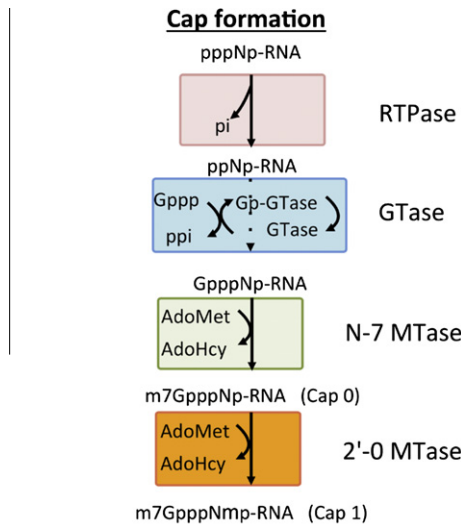 Cap formation
pppNp-RNA
pi
RTPase
ppNp-RNA
Gppp
Gp-GTase
ppi
GTase
GTase
GpppNp-RNA
AdoMet
AdoHcy
N-7 MTase
m7GpppNp-RNA (Cap 0)
AdoMet
AdoHcy
2'-0 MTase
m7GpppNmp-RNA (Cap 1)